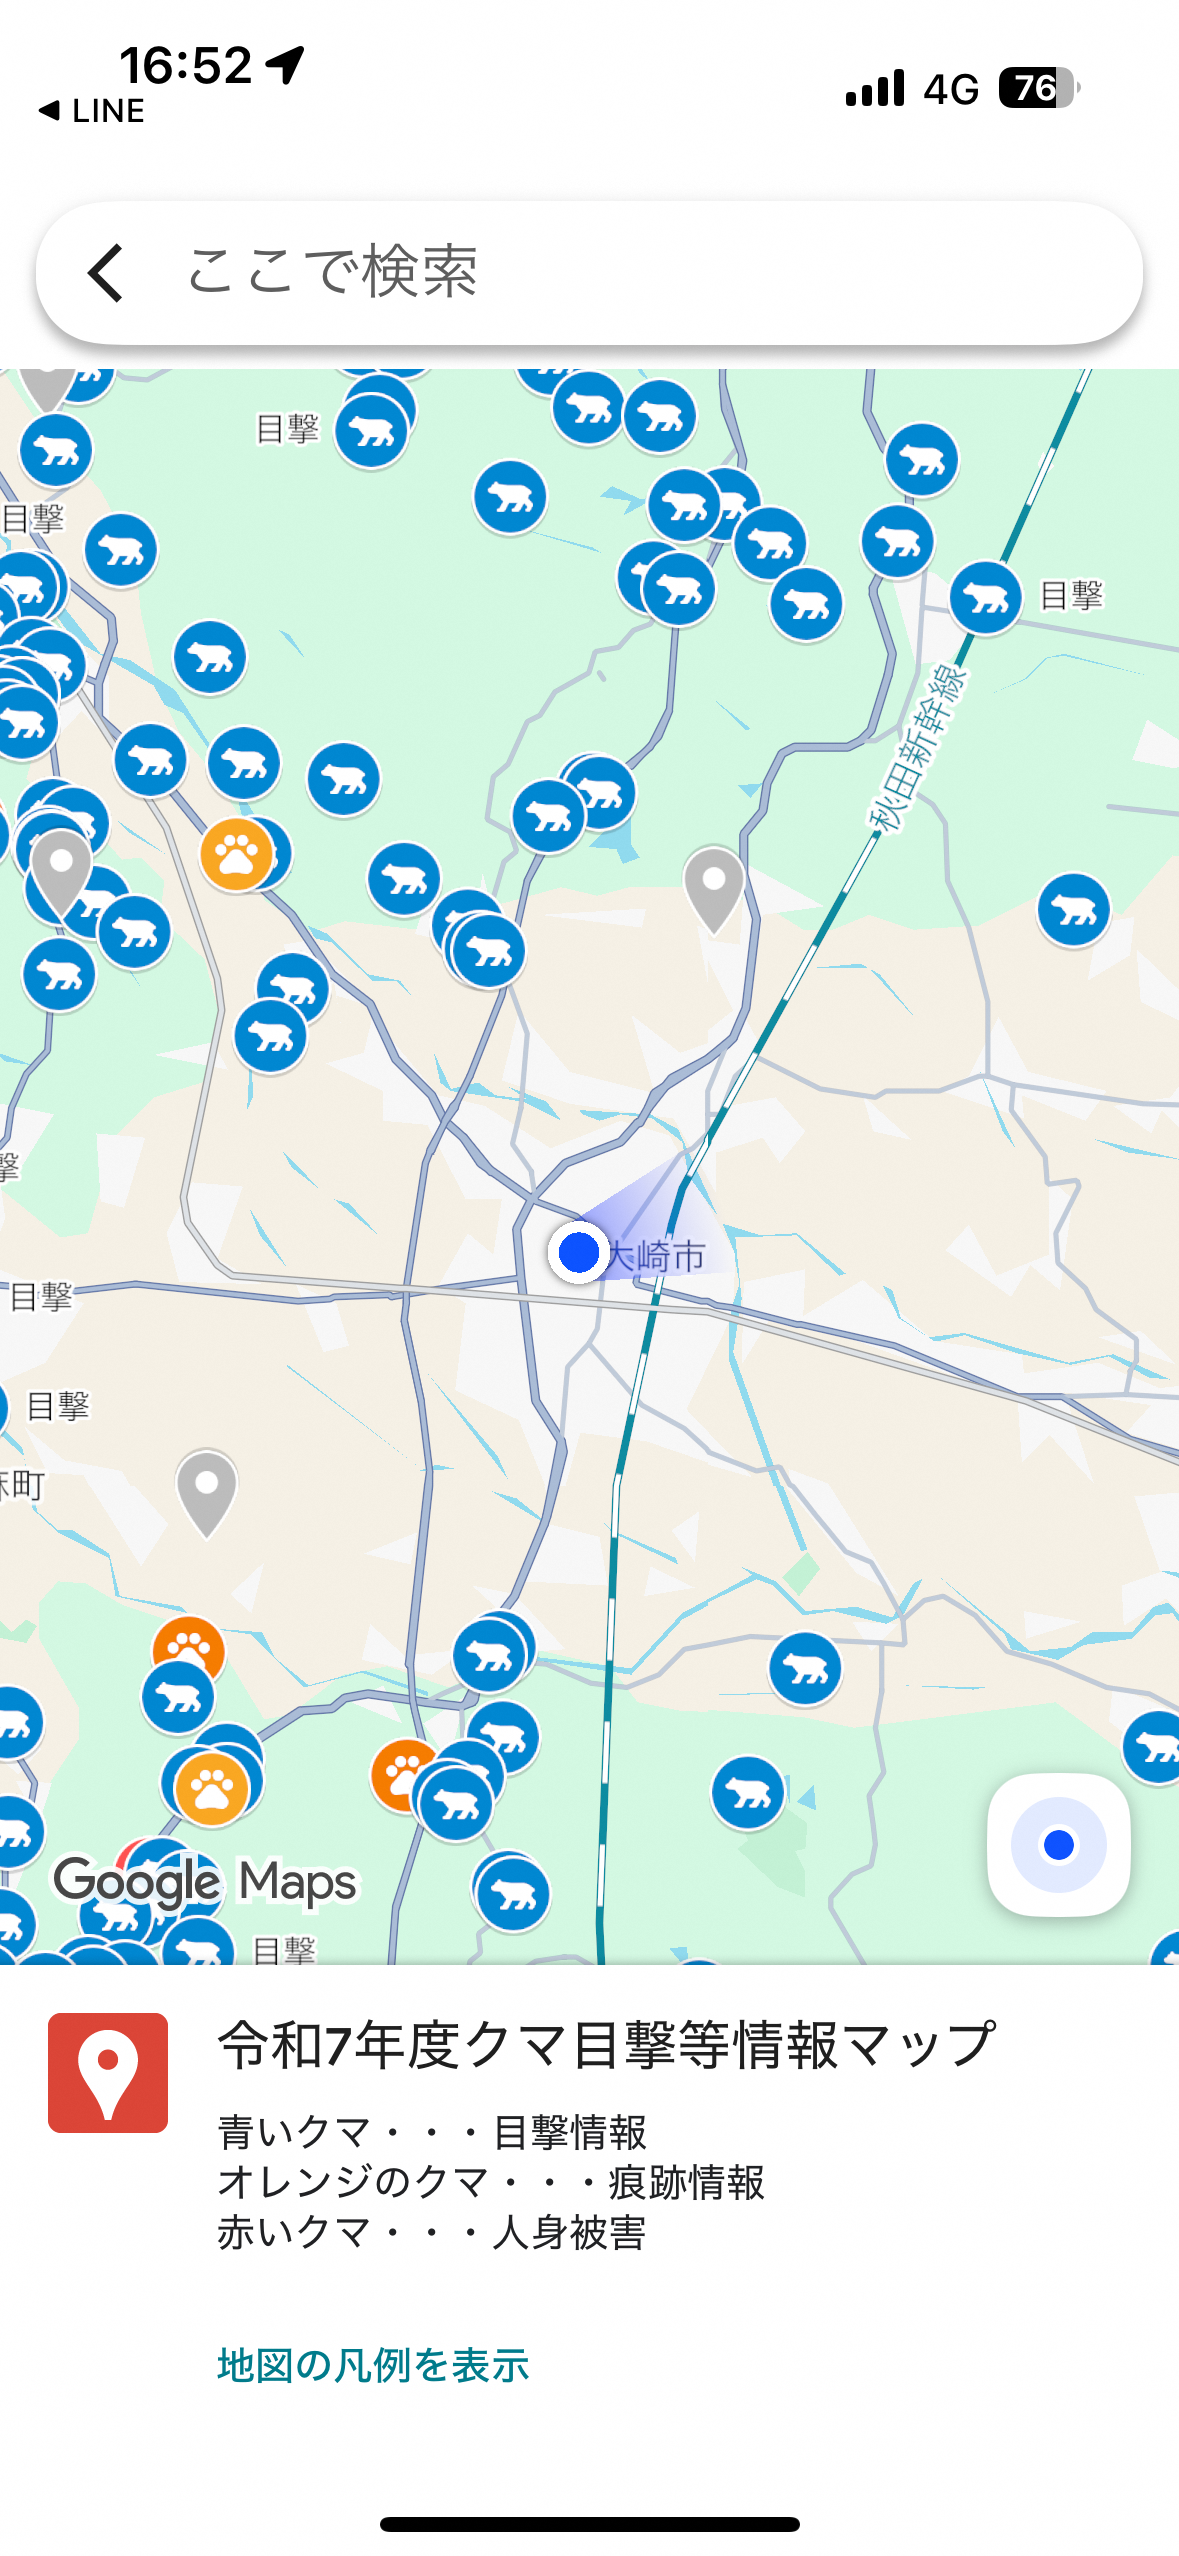 16:52
LINE
4G
76
ここで検索
目撃
目撃
目撃
秋田新幹線
大崎市
撃
目撃
目撃
麻町
Google Maps
目撃
令和7年度クマ目撃等情報マップ
青いクマ・・・目撃情報
オレンジのクマ・・・痕跡情報
赤いクマ・・・人身被害
地図の凡例を表示